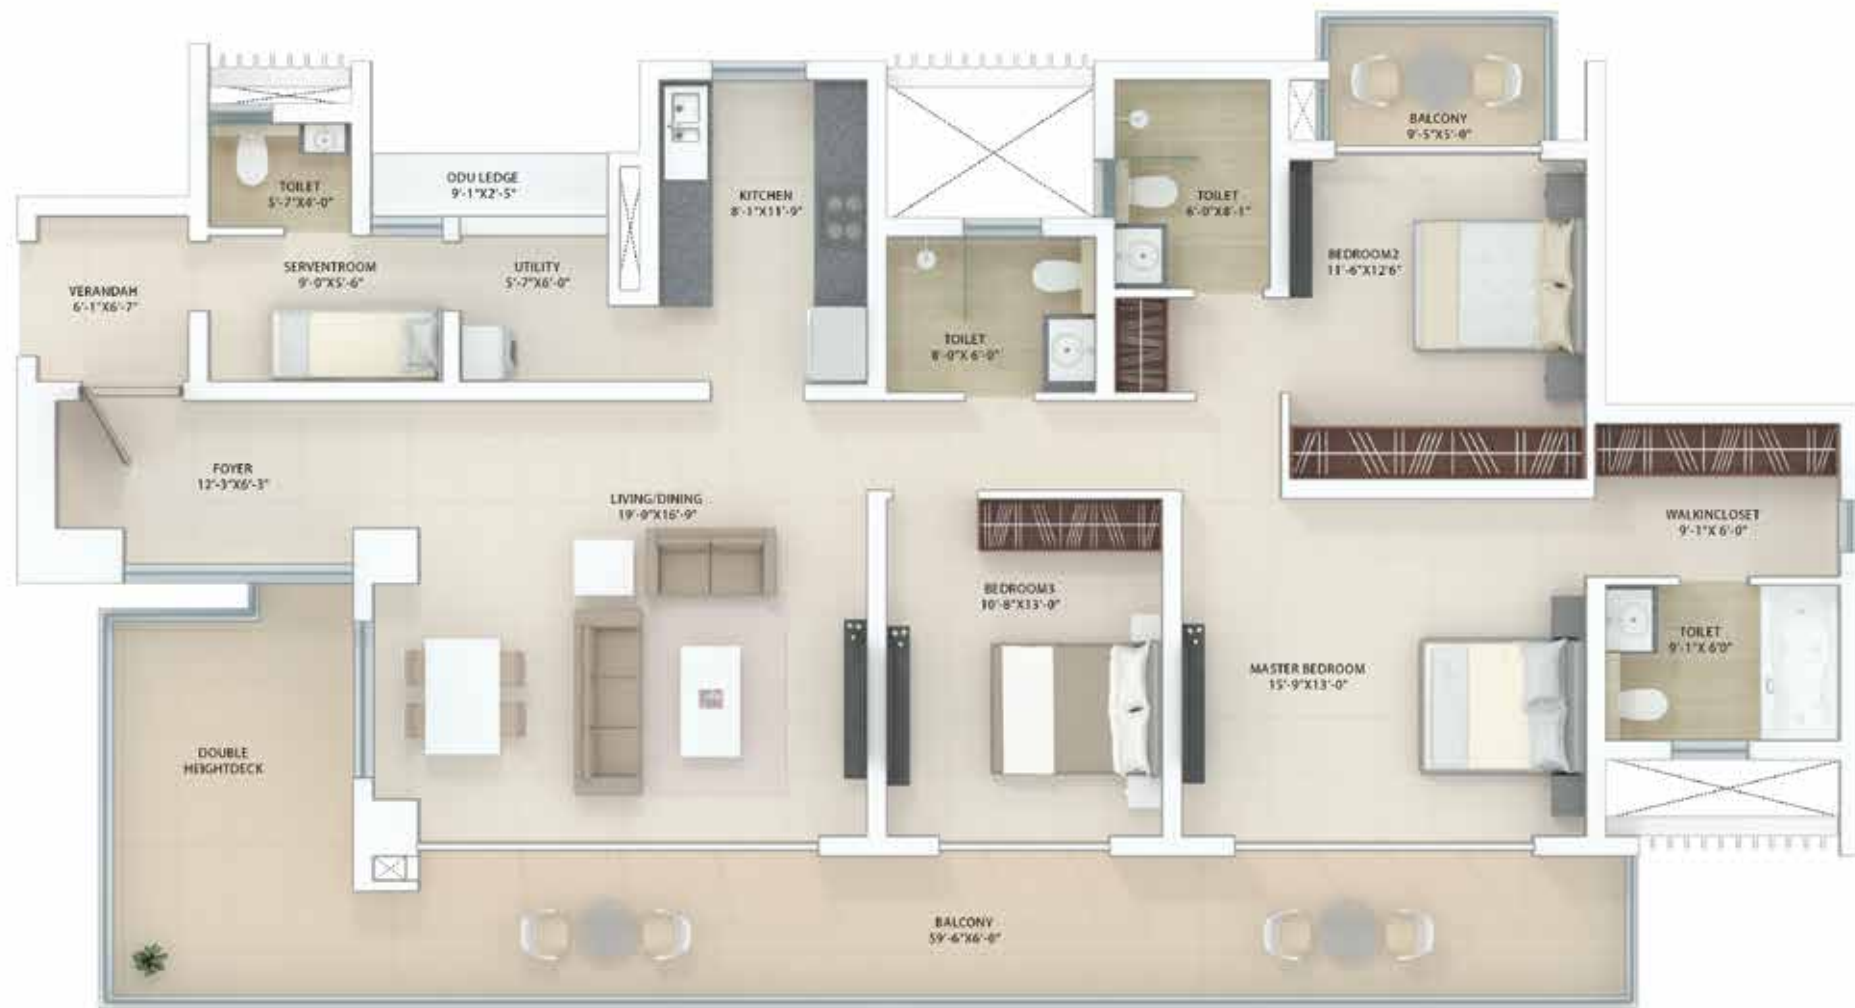 BALCONY
9'-5"X5'-0"
ODU LEDGE
9'-1"X2'-5"
TOILET
5'-7"X4'-0"
KITCHEN
8'-1"X11'-9"
TOILET
6'-0"X8'-1"
BEDROOM2
11'-6"X12'6"
SERVENTROOM
9'-0"X5'-6"
UTILITY
5'-7"X6'-0"
VERANDAH
6'-1"X6'-7"
TOILET
8'-0"X 6'-0"
FOYER
12'-3"X6'-3"
LIVING/DINING
19'-0"X16'-9"
WALKINCLOSET
9'-1"X 6'-0"
BEDROOM3
10'-8"X13'-0"
TOILET
9'-1"X 6'0"
MASTER BEDROOM
15'-9"X13'-0"
DOUBLE
HEIGHTDECK
BALCONY
59'-6"X6'-0"